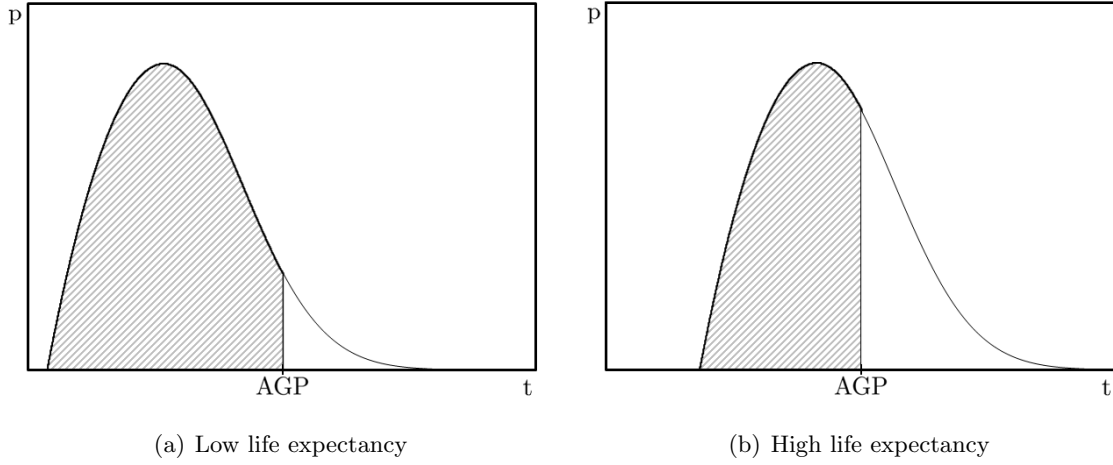 p
AGP
t
(a) Low life expectancy
p
AGP
t
(b) High life expectancy